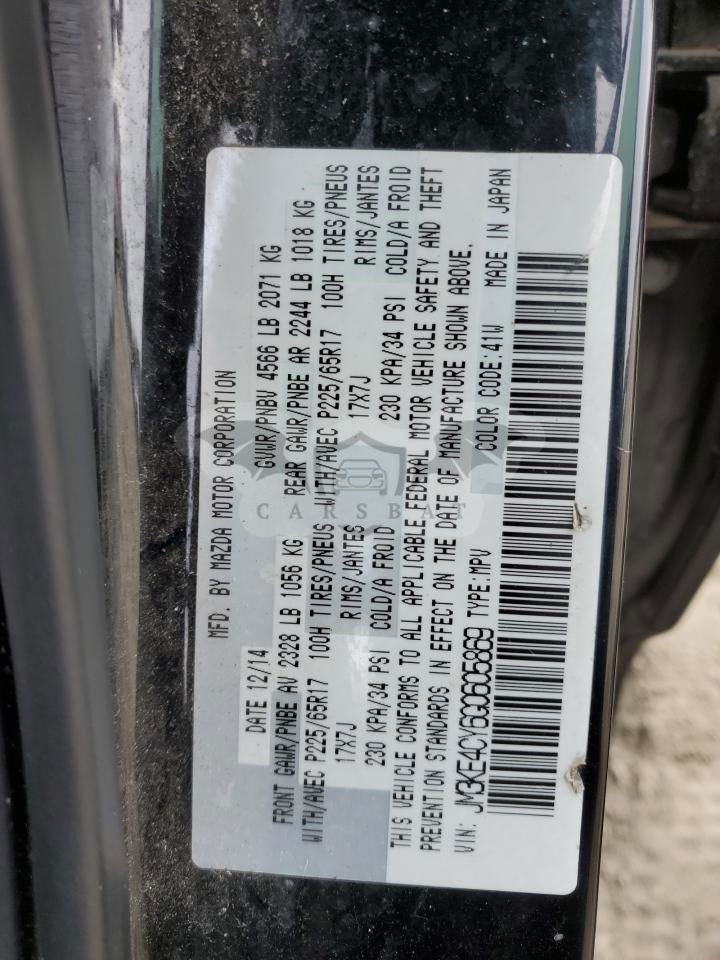 MFD. BY MAZDA MOTOR CORPORATION
DATE 12/14 GVWR/PNBV 4566 LB 2071 KG
FRONT GAWR/PNBE AV 2328 LB 1056 KG REAR GAWR/PNBE AR 2244 LB 1018 KG
WITH/AVEC P225/65R17 100H TIRES/PNEUS WITH/AVEC P225/65R17 100H TIRES/PNEUS
17X7J RIMS/JANTES 17X7J RIMS/JANTES
230 KPA/34 PSI COLD/A FROID 230 KPA/34 PSI COLD/A FROID
THIS VEHICLE CONFORMS TO ALL APPLICABLE FEDERAL MOTOR VEHICLE SAFETY AND THEFT
PREVENTION STANDARDS IN EFFECT ON THE DATE OF MANUFACTURE SHOWN ABOVE.
VIN: JM3KE4CY6G0605869 TYPE:MPV COLOR CODE:41W MADE IN JAPAN
CARSBAT